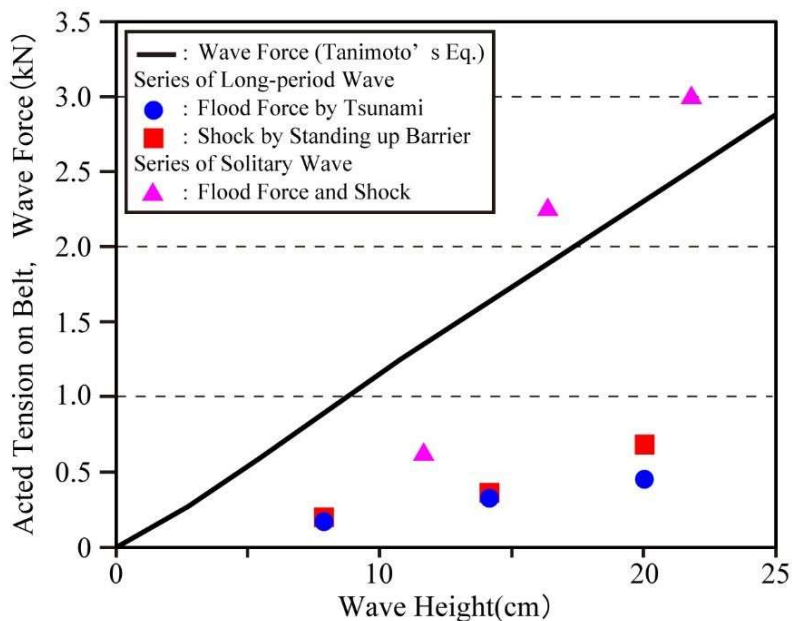 3.5
3.0
2.5
2.0
1.5
1.0
0.5
0
Acted Tension on Belt, Wave Force (kN)
: Wave Force (Tanimoto’s Eq.)
Series of Long-period Wave
: Flood Force by Tsunami
: Shock by Standing up Barrier
Series of Solitary Wave
: Flood Force and Shock
0 10 20 25
Wave Height(cm)